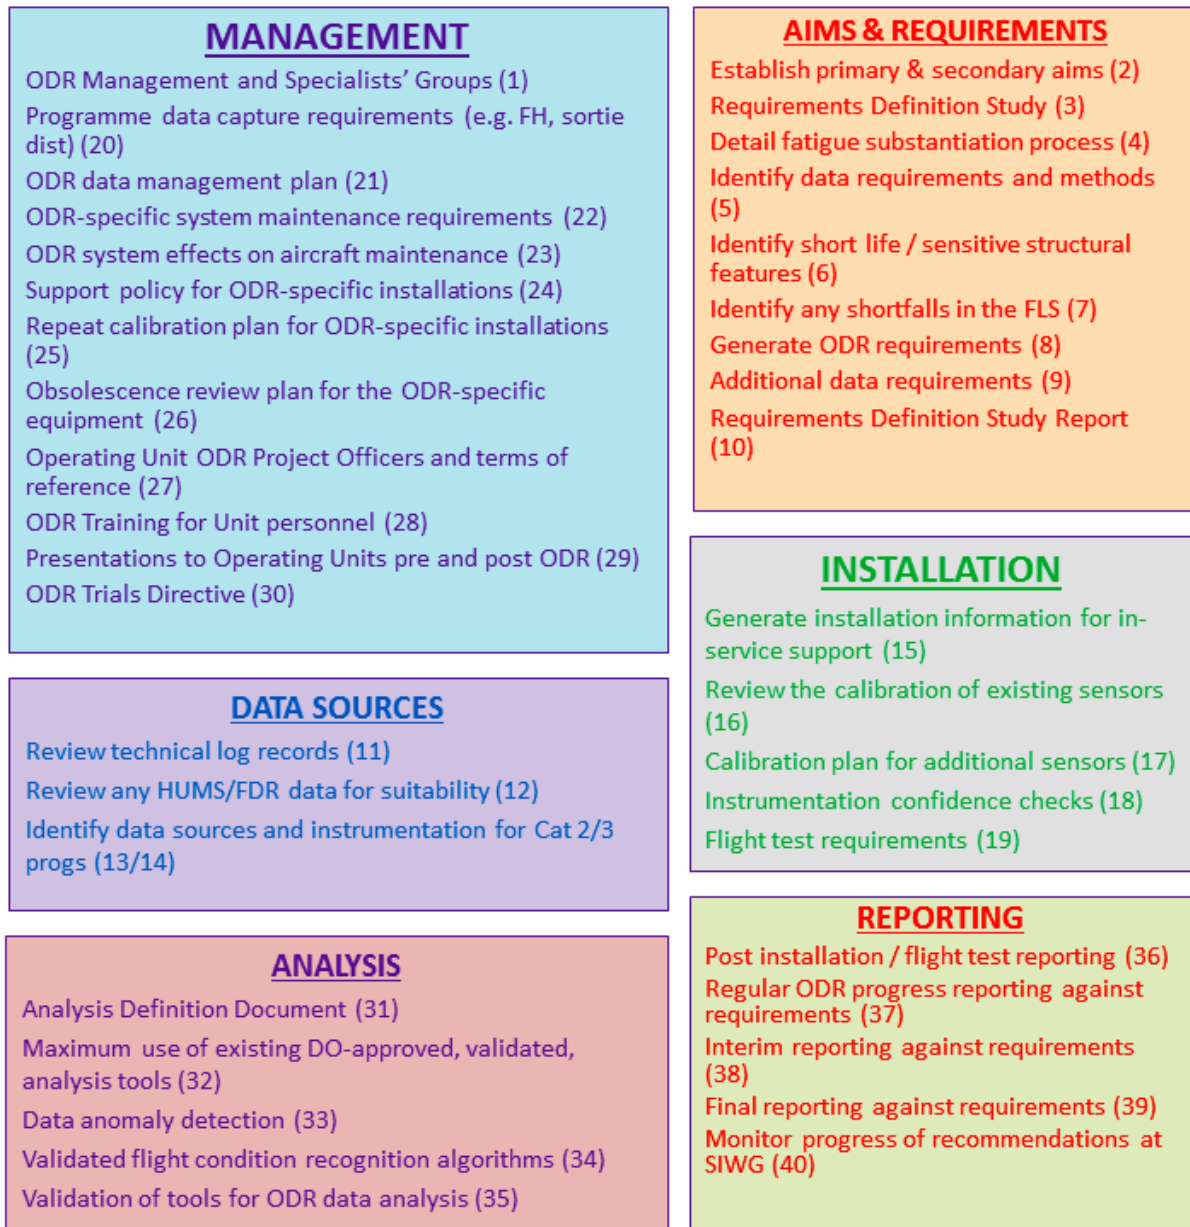 MANAGEMENT
ODR Management and Specialists' Groups (1)
Programme data capture requirements (e.g. FH, sortie
dist) (20)
ODR data management plan (21)
ODR-specific system maintenance requirements (22)
ODR system effects on aircraft maintenance (23)
Support policy for ODR-specific installations (24)
Repeat calibration plan for ODR-specific installations
(25)
Obsolescence review plan for the ODR-specific
equipment (26)
Operating Unit ODR Project Officers and terms of
reference (27)
ODR Training for Unit personnel (28)
Presentations to Operating Units pre and post ODR (29)
ODR Trials Directive (30)
AIMS & REQUIREMENTS
Establish primary & secondary aims (2)
Requirements Definition Study (3)
Detail fatigue substantiation process (4)
Identify data requirements and methods
(5)
Identify short life / sensitive structural
features (6)
Identify any shortfalls in the FLS (7)
Generate ODR requirements (8)
Additional data requirements (9)
Requirements Definition Study Report
(10)
DATA SOURCES
Review technical log records (11)
Review any HUMS/FDR data for suitability (12)
Identify data sources and instrumentation for Cat 2/3
progs (13/14)
INSTALLATION
Generate installation information for in-
service support (15)
Review the calibration of existing sensors
(16)
Calibration plan for additional sensors (17)
Instrumentation confidence checks (18)
Flight test requirements (19)
ANALYSIS
Analysis Definition Document (31)
Maximum use of existing DO-approved, validated,
analysis tools (32)
Data anomaly detection (33)
Validated flight condition recognition algorithms (34)
Validation of tools for ODR data analysis (35)
REPORTING
Post installation / flight test reporting (36)
Regular ODR progress reporting against
requirements (37)
Interim reporting against requirements
(38)
Final reporting against requirements (39)
Monitor progress of recommendations at
SIWG (40)